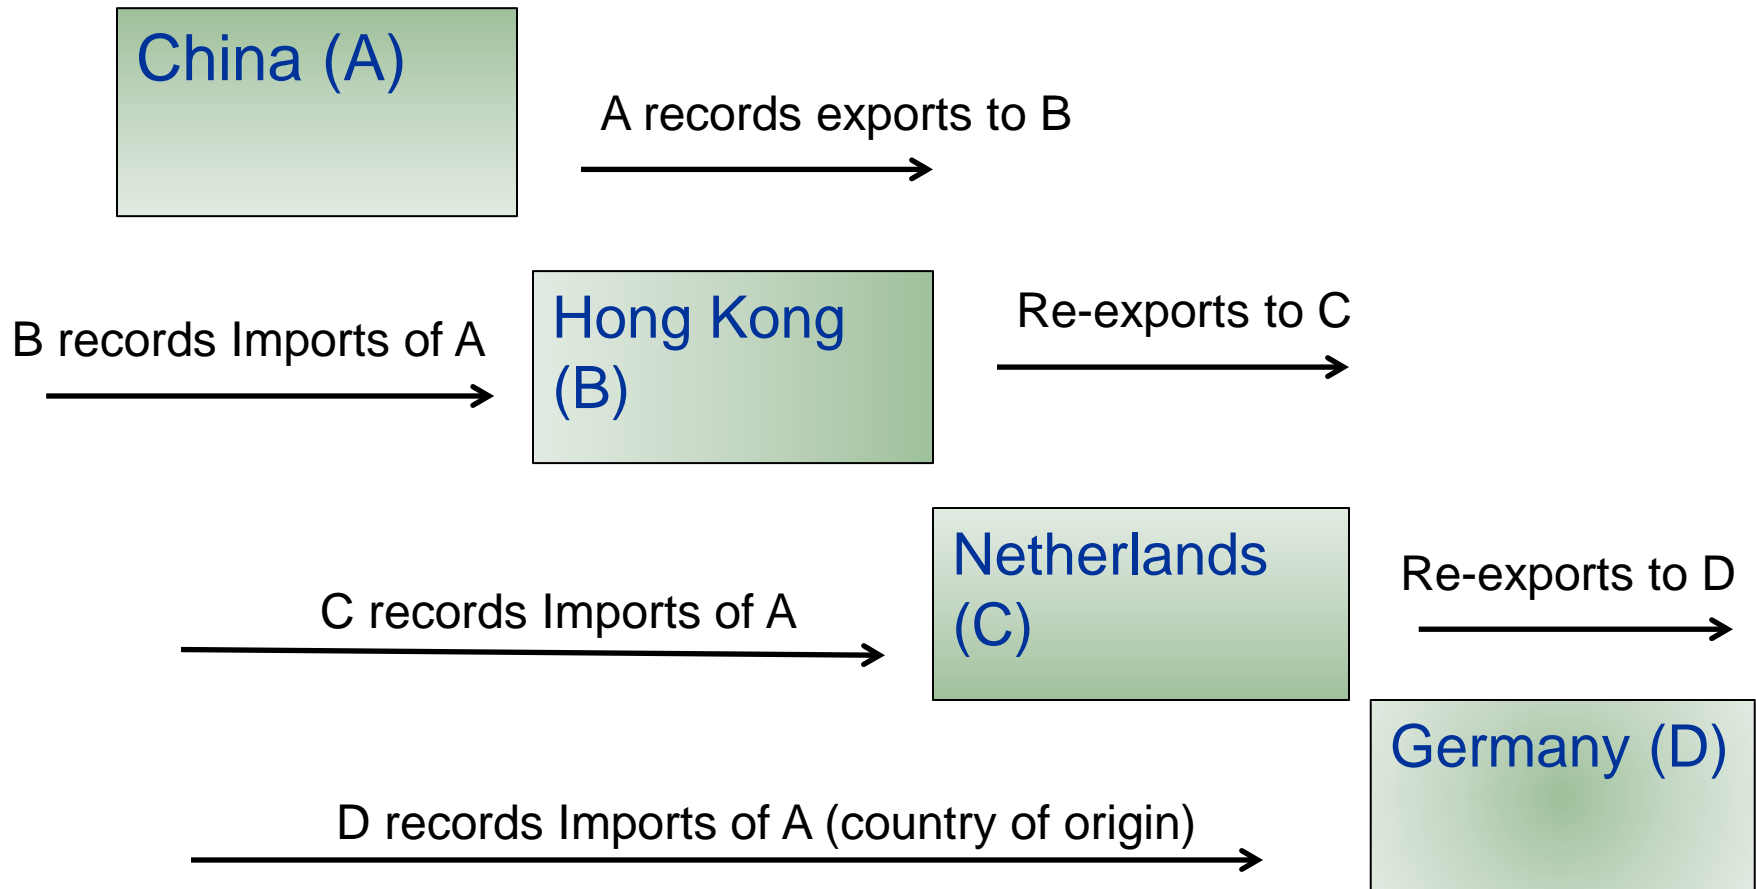 China (A)
A records exports to B
B records Imports of A
Hong Kong
(B)
Re-exports to C
C records Imports of A
Netherlands
(C)
Re-exports to D
Germany (D)
D records Imports of A (country of origin)